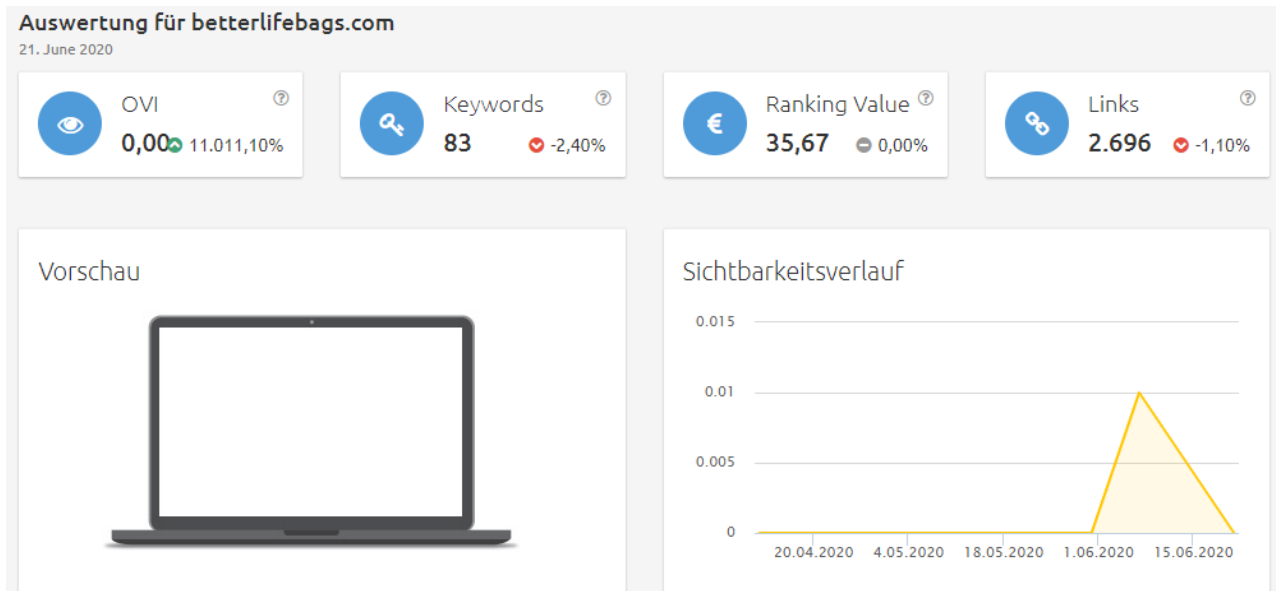 Auswertung für betterlifebags.com
21. June 2020
OVI
0,00 11.011,10%
Keywords
83 -2,40%
Ranking Value
35,67 0,00%
Links
2.696 -1,10%
Vorschau
Sichtbarkeitsverlauf
0.015
0.01
0.005
0
20.04.2020 4.05.2020 18.05.2020 1.06.2020 15.06.2020